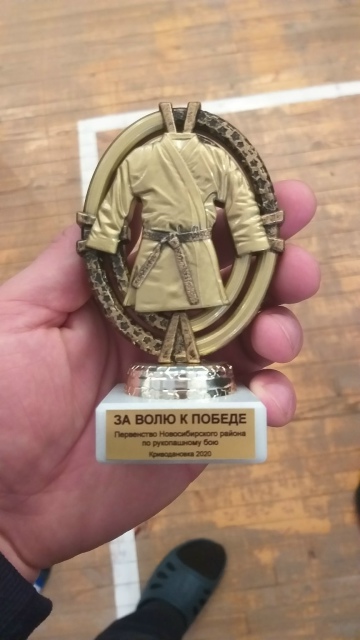 ЗА ВОЛЮ К ПОБЕДЕ
Первенство Новосибирского района
по рукопашному бою
Криводановка 2020